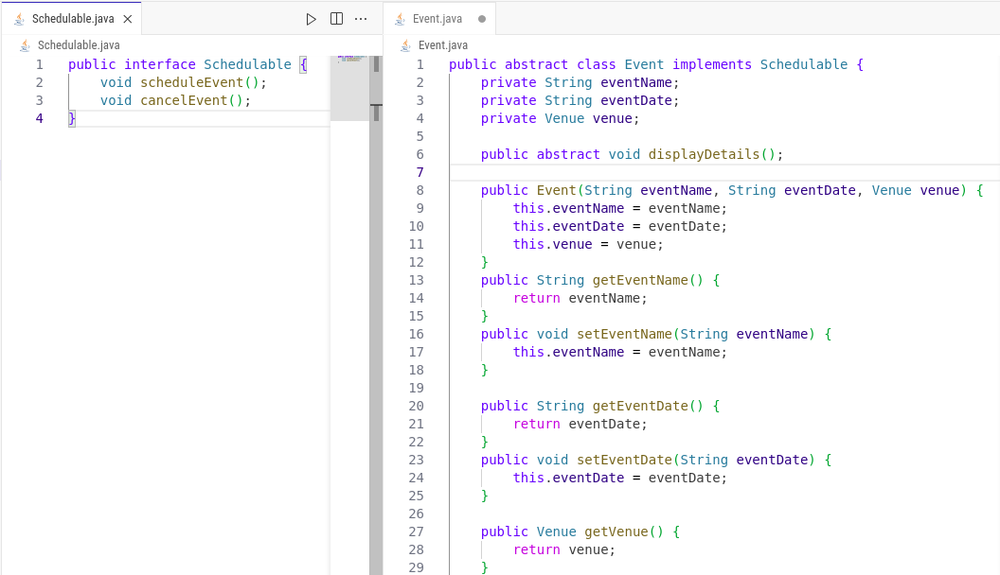 Schedulable.java
Schedulable.java
1 public interface Schedulable {
2     void scheduleEvent();
3     void cancelEvent();
4 }
Event.java
Event.java
1 public abstract class Event implements Schedulable {
2     private String eventName;
3     private String eventDate;
4     private Venue venue;
5
6     public abstract void displayDetails();
7
8     public Event(String eventName, String eventDate, Venue venue) {
9         this.eventName = eventName;
10         this.eventDate = eventDate;
11         this.venue = venue;
12     }
13     public String getEventName() {
14         return eventName;
15     }
16     public void setEventName(String eventName) {
17         this.eventName = eventName;
18     }
19
20     public String getEventDate() {
21         return eventDate;
22     }
23     public void setEventDate(String eventDate) {
24         this.eventDate = eventDate;
25     }
26
27     public Venue getVenue() {
28         return venue;
29     }